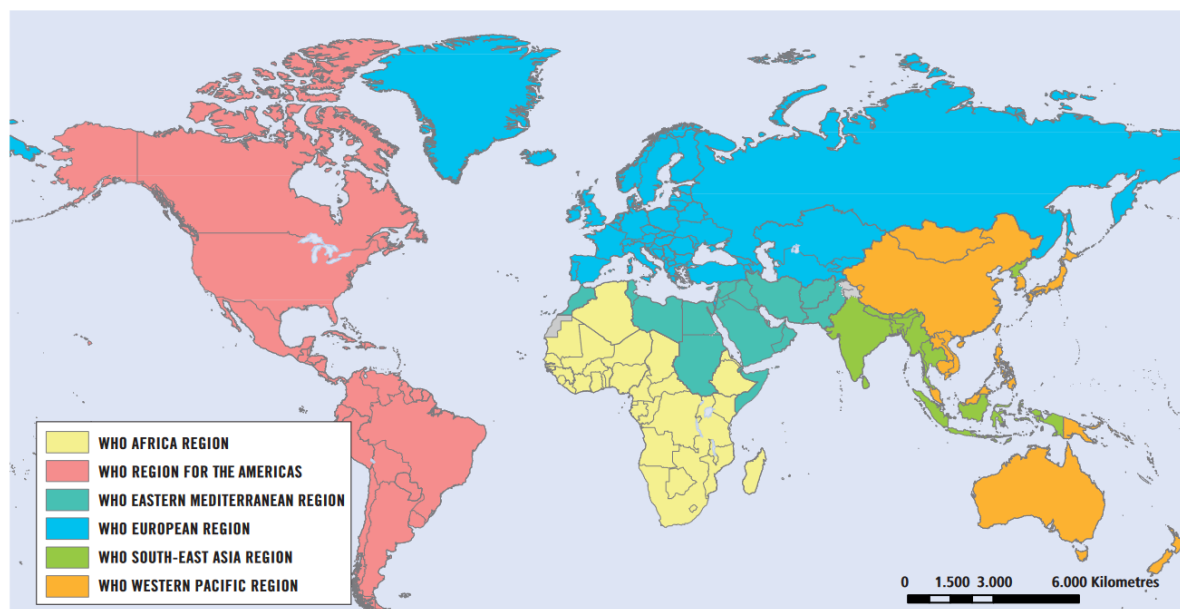 WHO AFRICA REGION
WHO REGION FOR THE AMERICAS
WHO EASTERN MEDITERRANEAN REGION
WHO EUROPEAN REGION
WHO SOUTH-EAST ASIA REGION
WHO WESTERN PACIFIC REGION
0 1.500 3.000 6.000 Kilometres